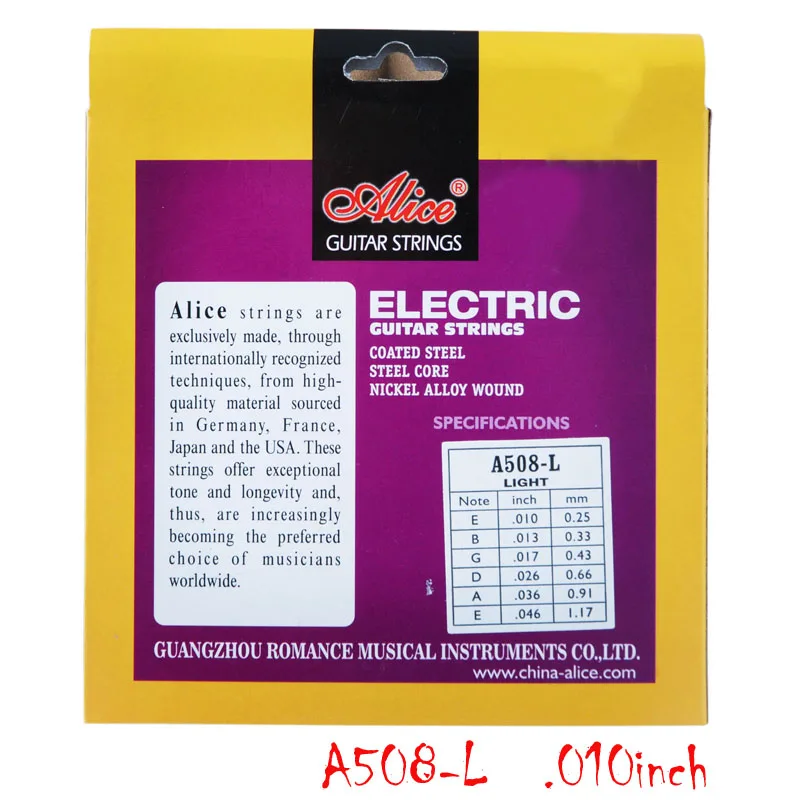 Alice®
GUITAR STRINGS
Alice strings are
exclusively made, through
internationally recognized
techniques, from high-
quality material sourced
in Germany, France,
Japan and the USA. These
strings offer exceptional
tone and longevity and,
thus, are increasingly
becoming the preferred
choice of musicians
worldwide.
ELECTRIC
GUITAR STRINGS
COATED STEEL
STEEL CORE
NICKEL ALLOY WOUND
SPECIFICATIONS
A508-L
LIGHT
Note inch mm
E .010 0.25
B .013 0.33
G .017 0.43
D .026 0.66
A .036 0.91
E .046 1.17
GUANGZHOU ROMANCE MUSICAL INSTRUMENTS CO.,LTD.
www.china-alice.com
A508-L .010inch